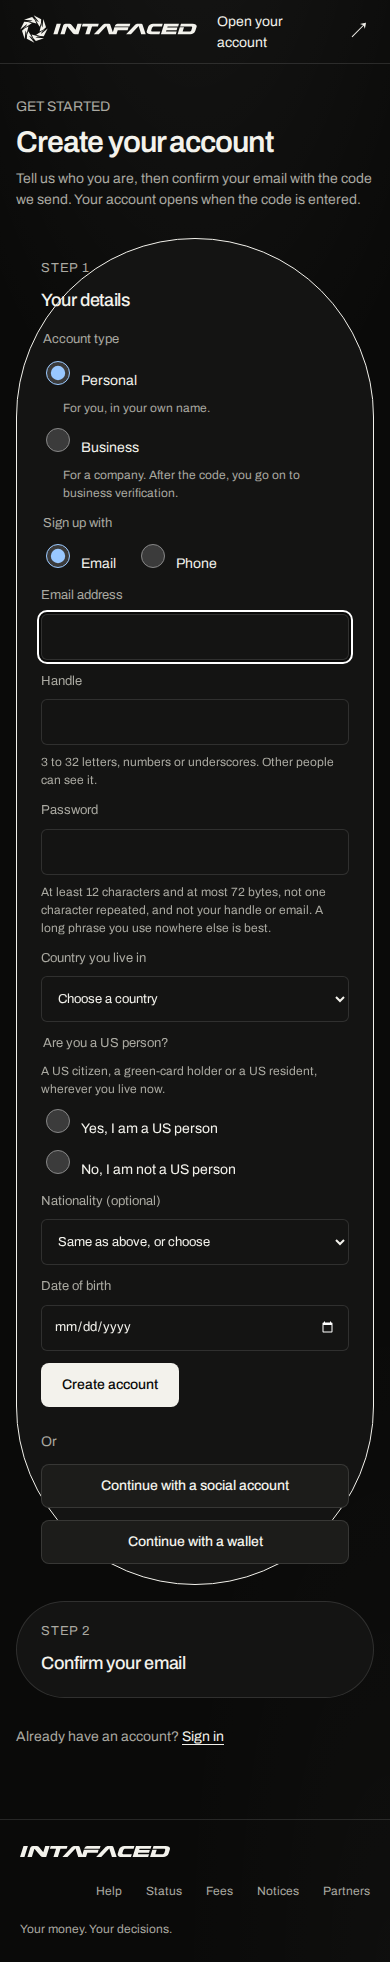 INTAFACED
Open your
account
GET STARTED
Create your account
Tell us who you are, then confirm your email with the code
we send. Your account opens when the code is entered.
STEP 1
Your details
Account type
Personal
For you, in your own name.
Business
For a company. After the code, you go on to
business verification.
Sign up with
Email Phone
Email address
Handle
3 to 32 letters, numbers or underscores. Other people
can see it.
Password
At least 12 characters and at most 72 bytes, not one
character repeated, and not your handle or email. A
long phrase you use nowhere else is best.
Country you live in
Choose a country
Are you a US person?
A US citizen, a green-card holder or a US resident,
wherever you live now.
Yes, I am a US person
No, I am not a US person
Nationality (optional)
Same as above, or choose
Date of birth
mm/dd/yyyy
Create account
Or
Continue with a social account
Continue with a wallet
STEP 2
Confirm your email
Already have an account? Sign in
INTAFACED
Help Status Fees Notices Partners
Your money. Your decisions.